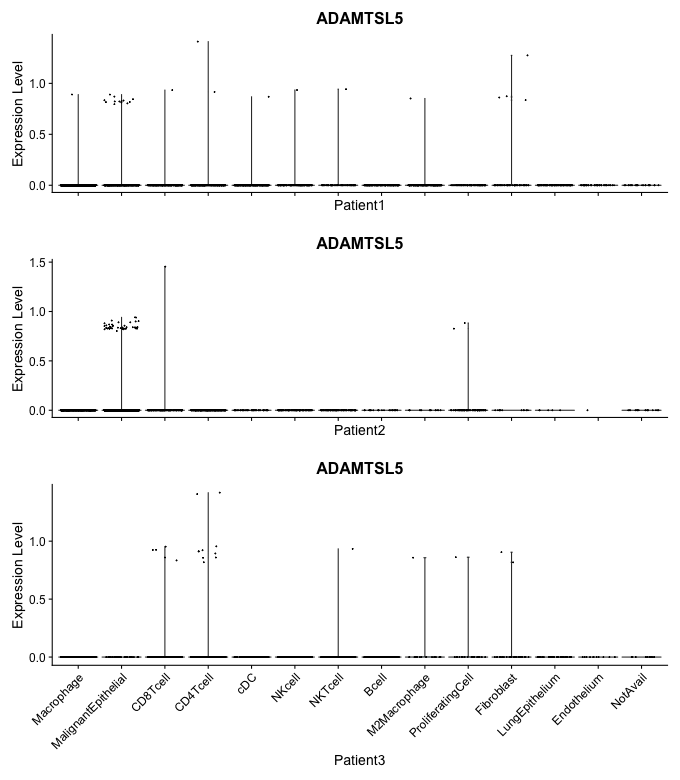 ADAMTSL5
Expression Level
1.0
0.5
0.0
Patient1
ADAMTSL5
Expression Level
1.5
1.0
0.5
0.0
Patient2
ADAMTSL5
Expression Level
1.0
0.5
0.0
Macrophage
MalignantEpithelial
CD8Tcell
CD4Tcell
cDC
NKcell
NKTcell
Bcell
M2Macrophage
ProliferatingCell
Fibroblast
LungEpithelium
Endothelium
NotAvail
Patient3